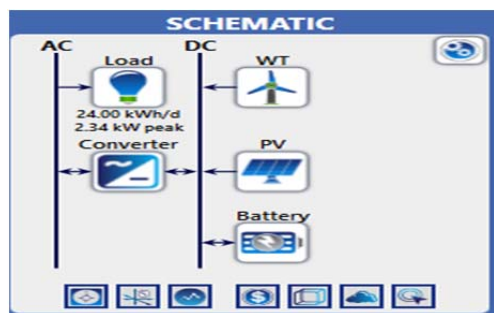 SCHEMATIC
AC DC
Load WT
24.00 kWh/d
2.34 kW peak
Converter PV
Battery